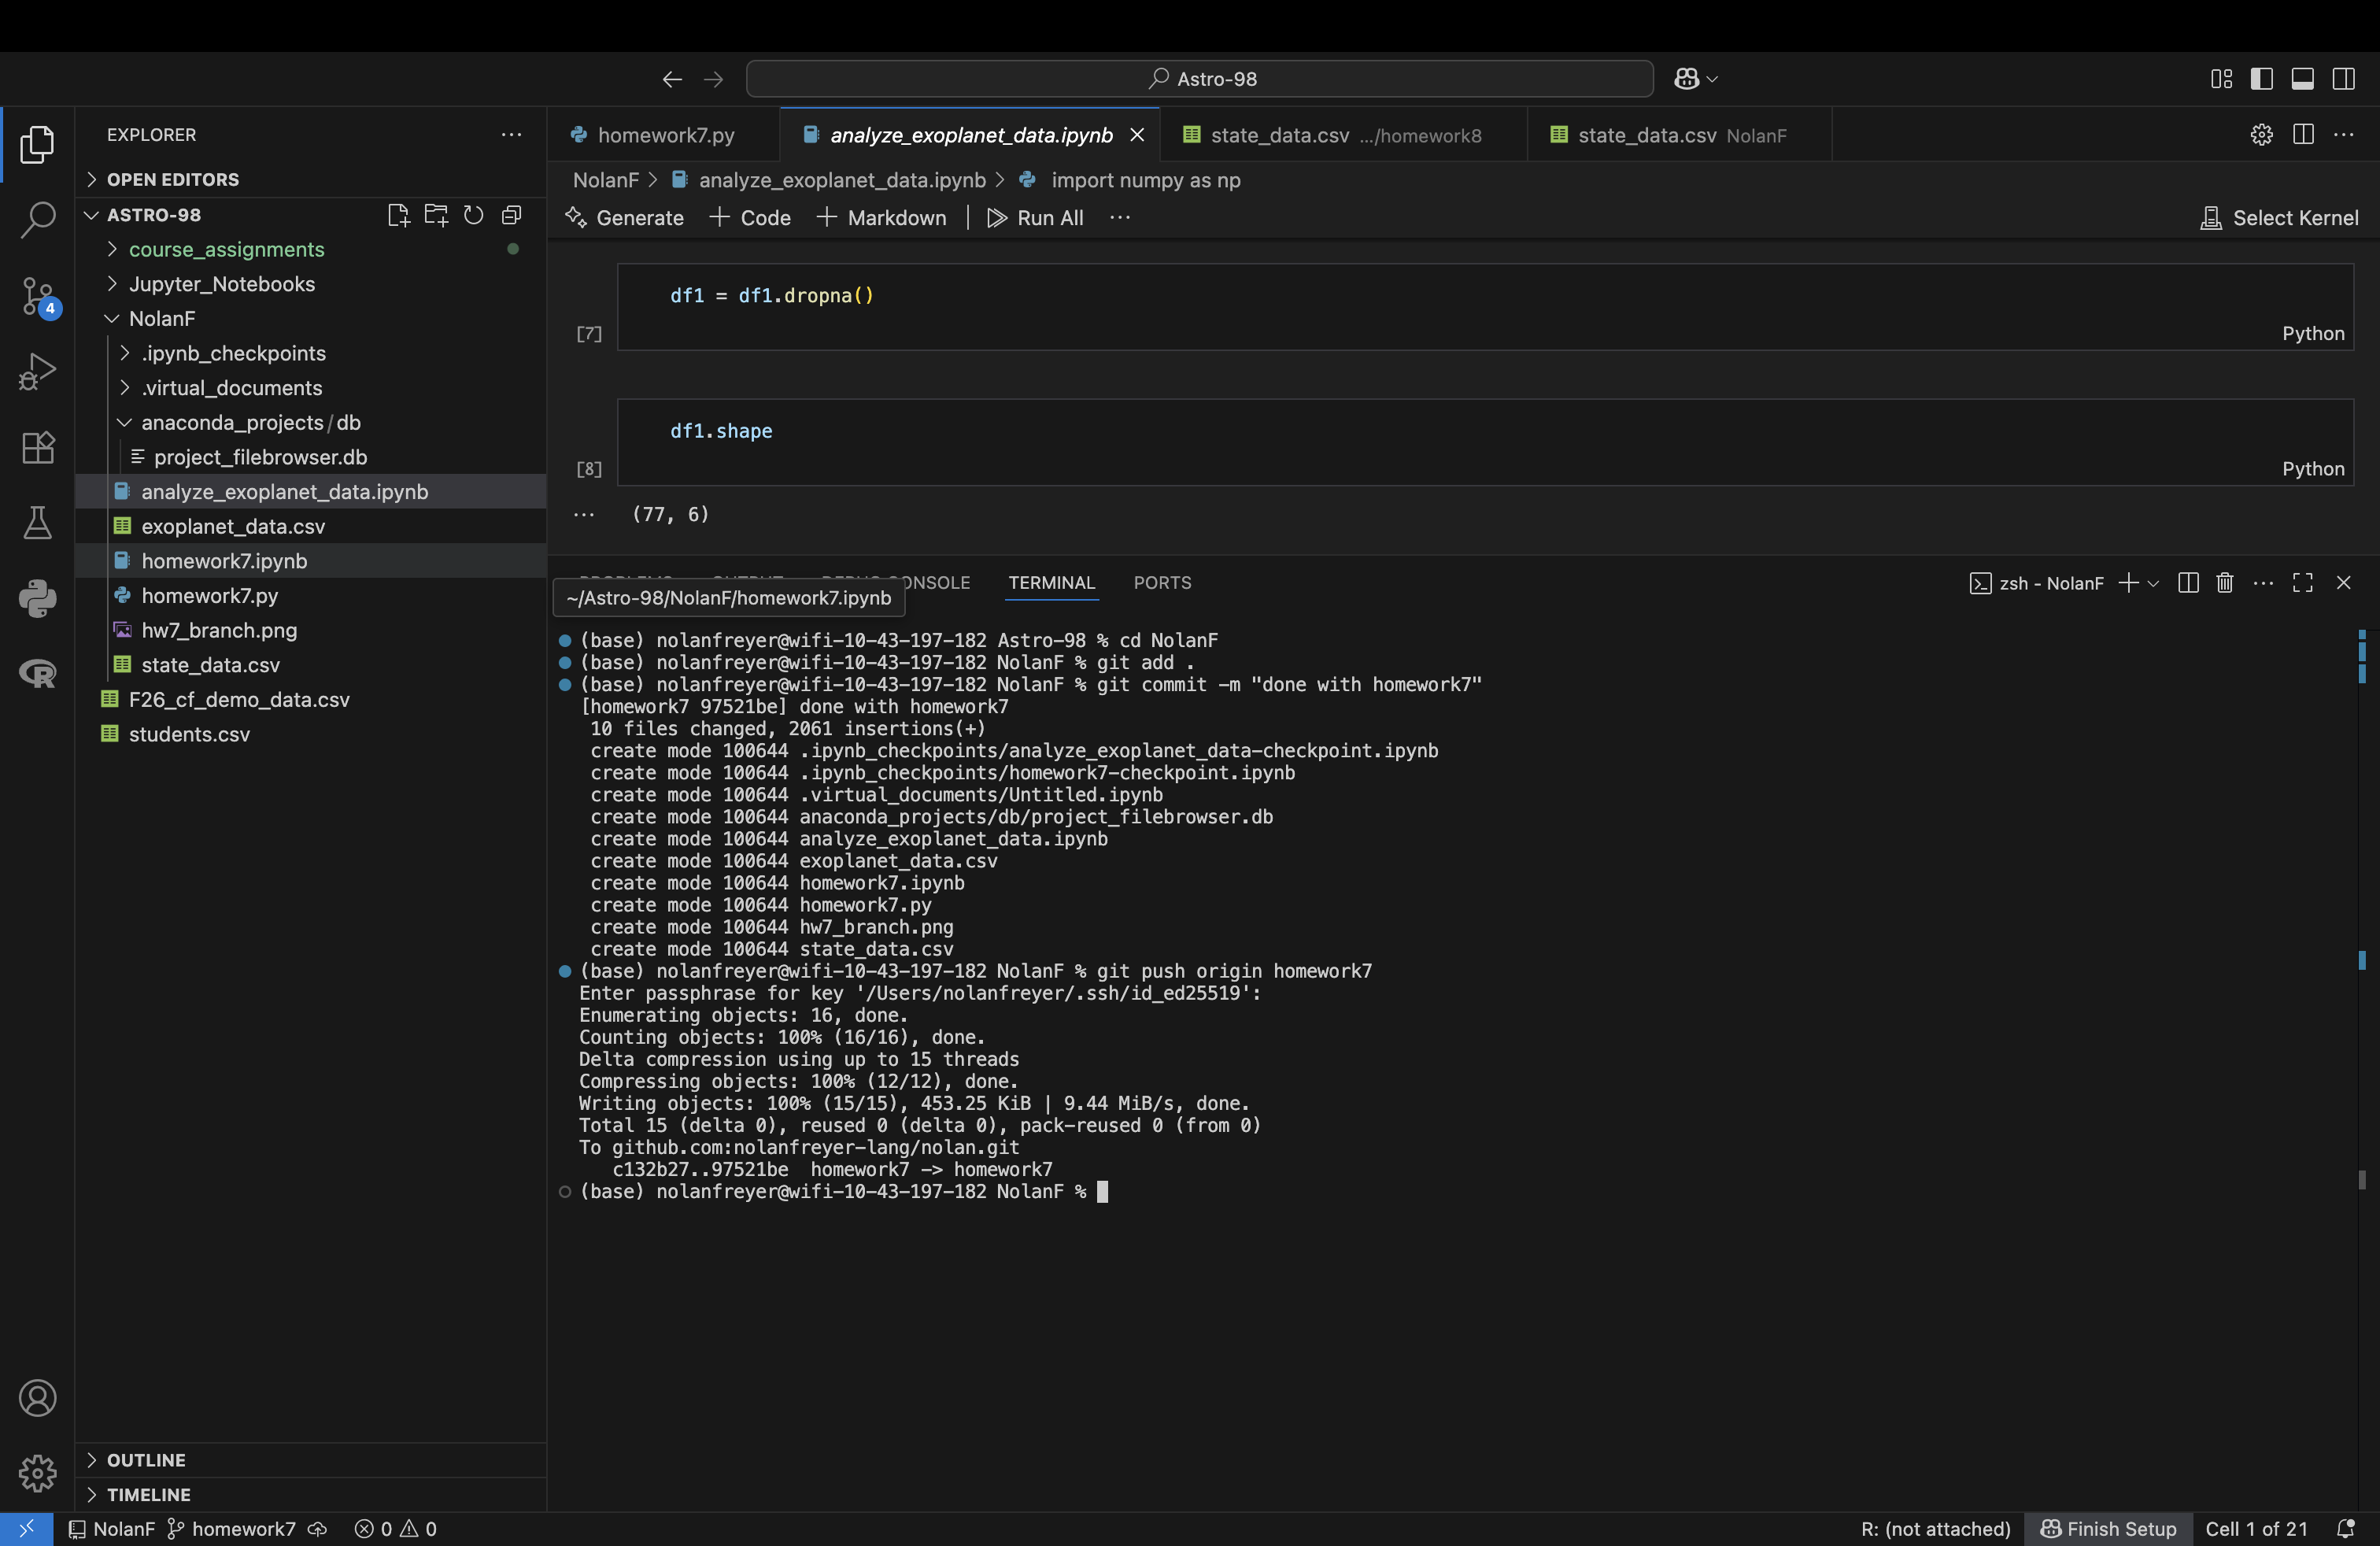 Astro-98
EXPLORER
OPEN EDITORS
ASTRO-98
course_assignments
Jupyter_Notebooks
NolanF
.ipynb_checkpoints
.virtual_documents
anaconda_projects/db
project_filebrowser.db
analyze_exoplanet_data.ipynb
exoplanet_data.csv
homework7.ipynb
homework7.py
hw7_branch.png
state_data.csv
F26_cf_demo_data.csv
students.csv
OUTLINE
TIMELINE
4
homework7.py
analyze_exoplanet_data.ipynb
state_data.csv .../homework8
state_data.csv NolanF
NolanF > analyze_exoplanet_data.ipynb > import numpy as np
Generate + Code + Markdown | Run All ...
Select Kernel
df1 = df1.dropna()
[7]
Python
df1.shape
[8]
Python
... (77, 6)
PROBLEMS OUTPUT DEBUG CONSOLE TERMINAL PORTS
zsh - NolanF
~/Astro-98/NolanF/homework7.ipynb
(base) nolanfreyer@wifi-10-43-197-182 Astro-98 % cd NolanF
(base) nolanfreyer@wifi-10-43-197-182 NolanF % git add .
(base) nolanfreyer@wifi-10-43-197-182 NolanF % git commit -m "done with homework7"
[homework7 97521be] done with homework7
10 files changed, 2061 insertions(+)
create mode 100644 .ipynb_checkpoints/analyze_exoplanet_data-checkpoint.ipynb
create mode 100644 .ipynb_checkpoints/homework7-checkpoint.ipynb
create mode 100644 .virtual_documents/Untitled.ipynb
create mode 100644 anaconda_projects/db/project_filebrowser.db
create mode 100644 analyze_exoplanet_data.ipynb
create mode 100644 exoplanet_data.csv
create mode 100644 homework7.ipynb
create mode 100644 homework7.py
create mode 100644 hw7_branch.png
create mode 100644 state_data.csv
(base) nolanfreyer@wifi-10-43-197-182 NolanF % git push origin homework7
Enter passphrase for key '/Users/nolanfreyer/.ssh/id_ed25519':
Enumerating objects: 16, done.
Counting objects: 100% (16/16), done.
Delta compression using up to 15 threads
Compressing objects: 100% (12/12), done.
Writing objects: 100% (15/15), 453.25 KiB | 9.44 MiB/s, done.
Total 15 (delta 0), reused 0 (delta 0), pack-reused 0 (from 0)
To github.com:nolanfreyer-lang/nolan.git
c132b27..97521be homework7 -> homework7
(base) nolanfreyer@wifi-10-43-197-182 NolanF %
NolanF homework7 0 0
R: (not attached) Finish Setup Cell 1 of 21